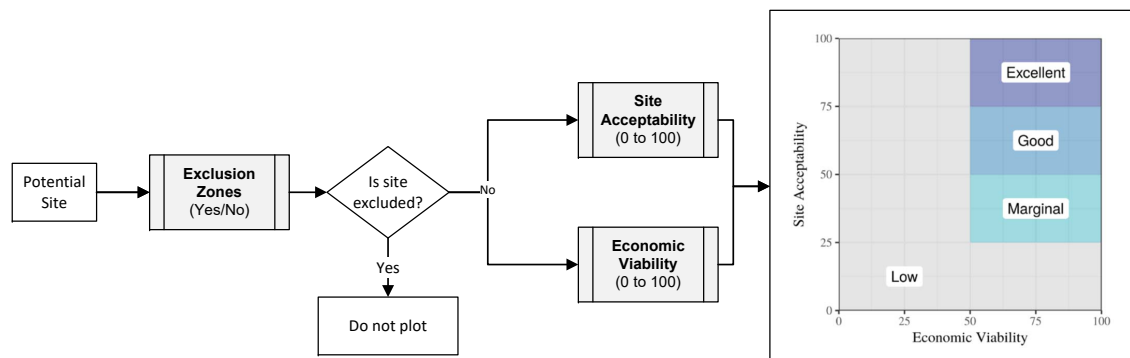 Potential
Site
Exclusion
Zones
(Yes/No)
Is site
excluded?
No
Yes
Do not plot
Site
Acceptability
(0 to 100)
Economic
Viability
(0 to 100)
Site Acceptability
100
75
50
25
0
Excellent
Good
Marginal
Low
0 25 50 75 100
Economic Viability